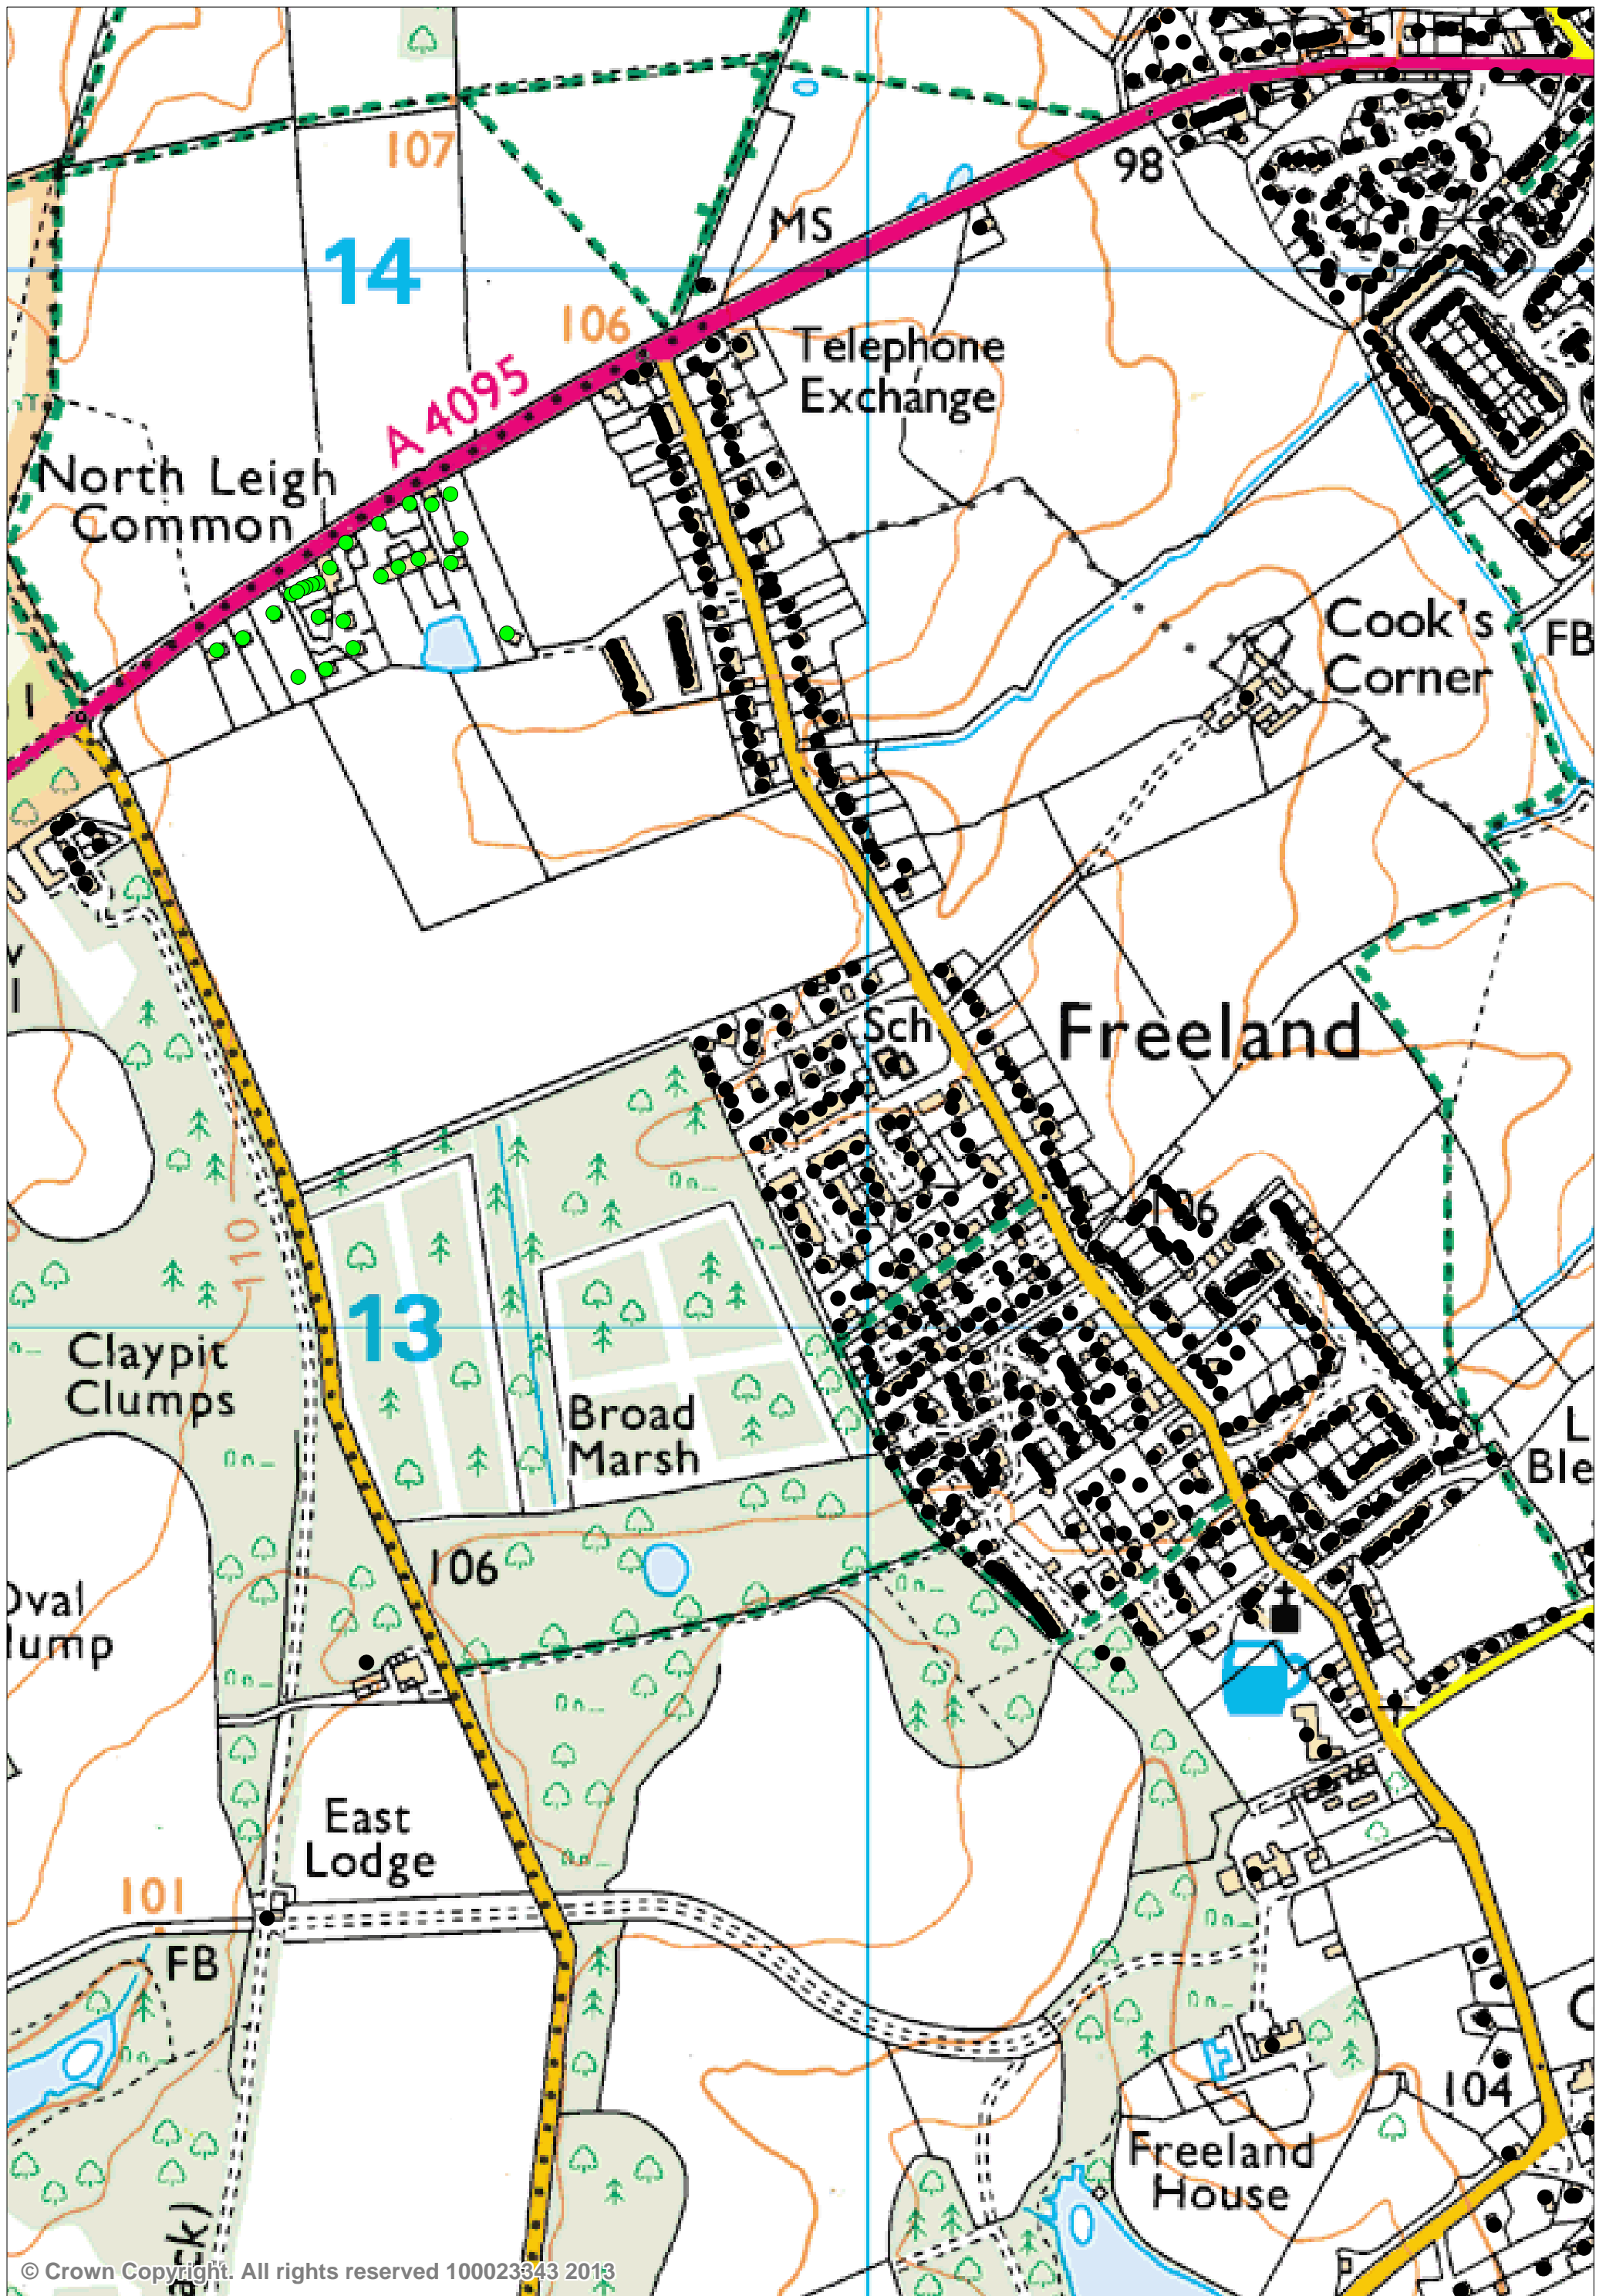 107
98
14
MS
106
Telephone
Exchange
A 4095
North Leigh
Common
Cook's
Corner
FB
Sch
Freeland
110
13
Claypit
Clumps
Broad
Marsh
L
Ble
106
East
Lodge
101
FB
104
Freeland
House
© Crown Copyright. All rights reserved 100023343 2013